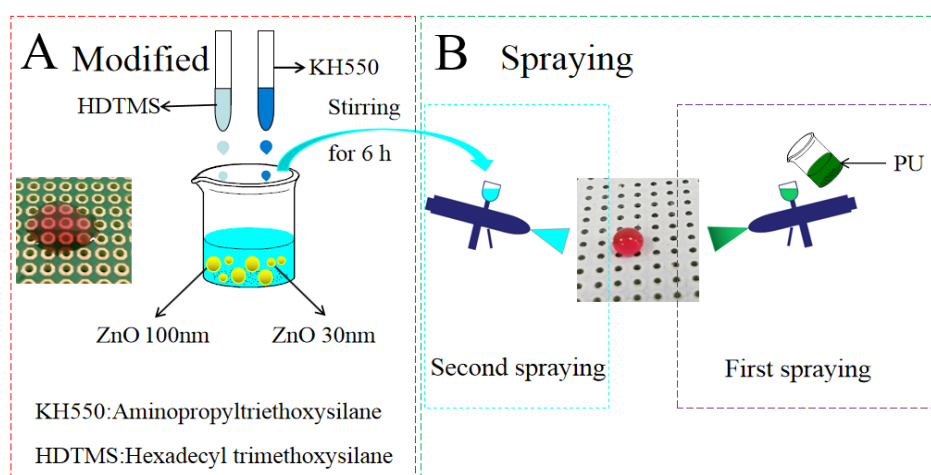 A Modified
KH550
HDTMS
Stirring
for 6 h
ZnO 100nm
ZnO 30nm
KH550:Aminopropyltriethoxysilane
HDTMS:Hexadecyl trimethoxysilane
B Spraying
PU
Second spraying
First spraying